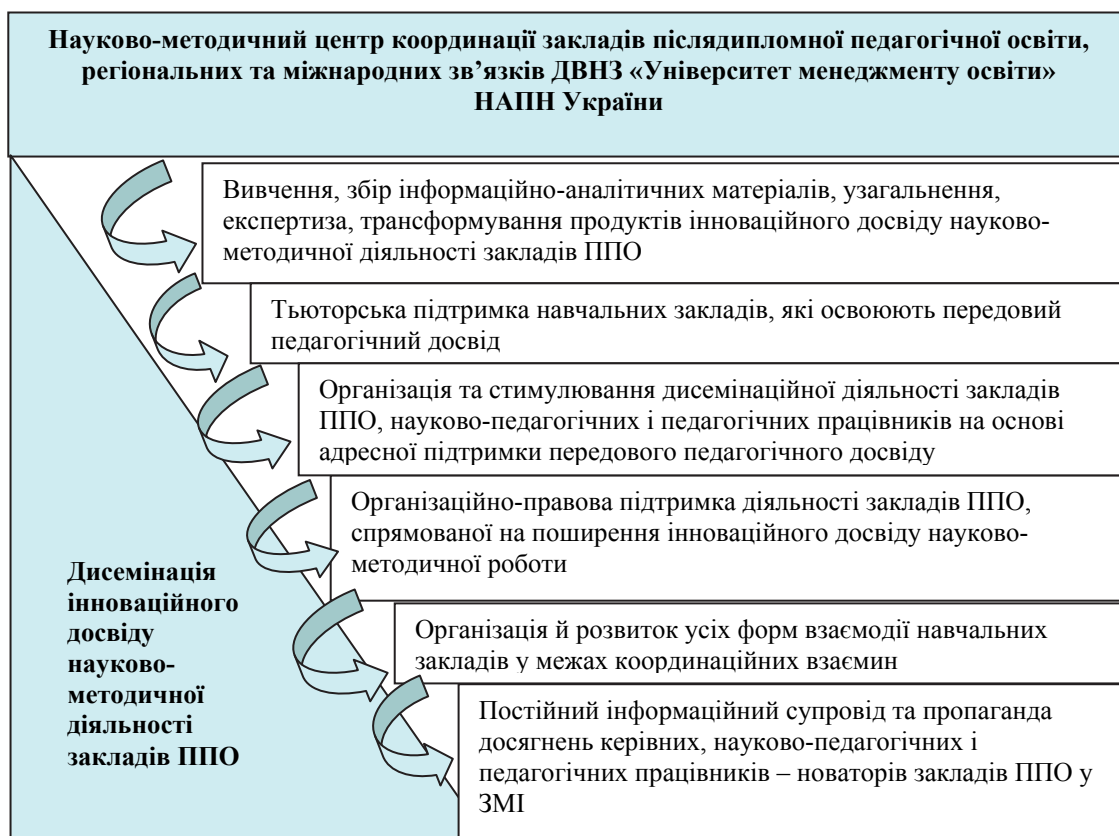 Науково-методичний центр координації закладів післядипломної педагогічної освіти,
регіональних та міжнародних зв’язків ДВНЗ «Університет менеджменту освіти»
НАПН України
Вивчення, збір інформаційно-аналітичних матеріалів, узагальнення,
експертиза, трансформування продуктів інноваційного досвіду науково-
методичної діяльності закладів ППО
Тьюторська підтримка навчальних закладів, які освоюють передовий
педагогічний досвід
Організація та стимулювання дисемінаційної діяльності закладів
ППО, науково-педагогічних і педагогічних працівників на основі
адресної підтримки передового педагогічного досвіду
Організаційно-правова підтримка діяльності закладів ППО,
спрямованої на поширення інноваційного досвіду науково-
методичної роботи
Організація й розвиток усіх форм взаємодії навчальних
закладів у межах координаційних взаємин
Постійний інформаційний супровід та пропаганда
досягнень керівних, науково-педагогічних і
педагогічних працівників – новаторів закладів ППО у
ЗМІ
Дисемінація
інноваційного
досвіду
науково-
методичної
діяльності
закладів ППО